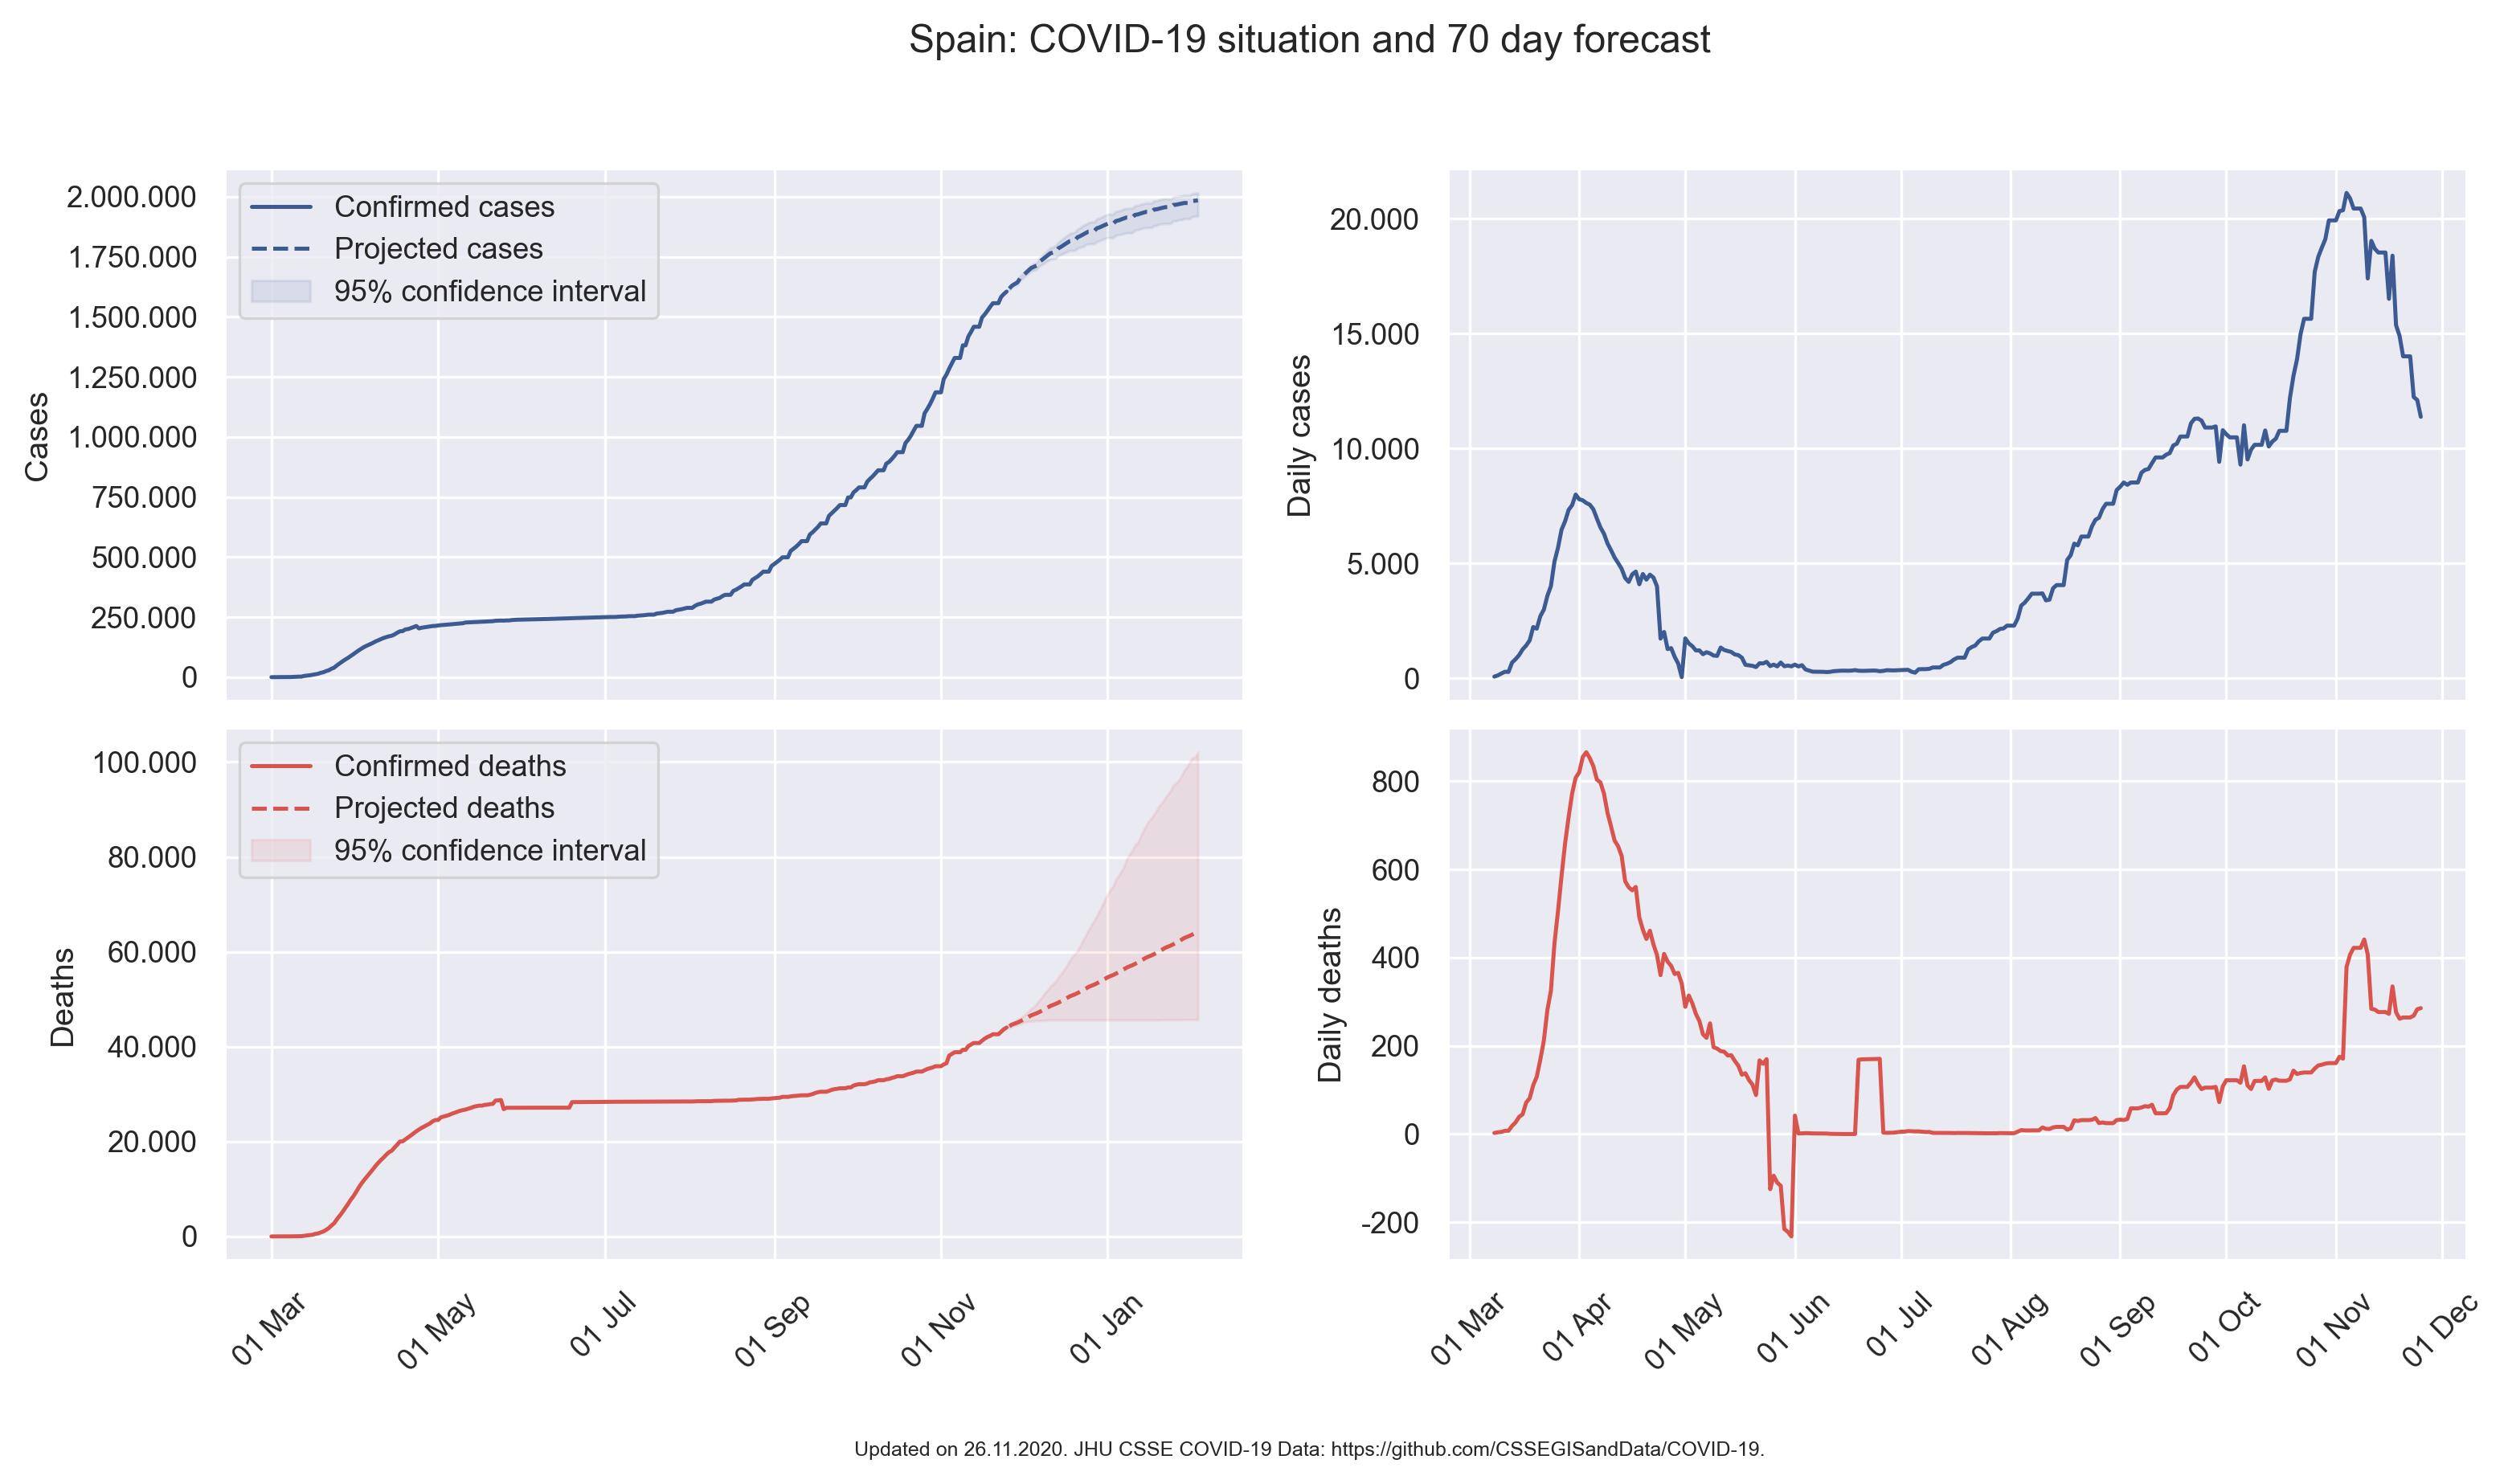 Spain: COVID-19 situation and 70 day forecast
2.000.000
1.750.000
1.500.000
1.250.000
1.000.000
750.000
500.000
250.000
0
Cases
Confirmed cases
Projected cases
95% confidence interval
20.000
15.000
10.000
5.000
0
Daily cases
100.000
80.000
60.000
40.000
20.000
0
Deaths
Confirmed deaths
Projected deaths
95% confidence interval
01 Mar
01 May
01 Jul
01 Sep
01 Nov
01 Jan
800
600
400
200
0
-200
Daily deaths
01 Mar
01 Apr
01 May
01 Jun
01 Jul
01 Aug
01 Sep
01 Oct
01 Nov
01 Dec
Updated on 26.11.2020. JHU CSSE COVID-19 Data: https://github.com/CSSEGISandData/COVID-19.